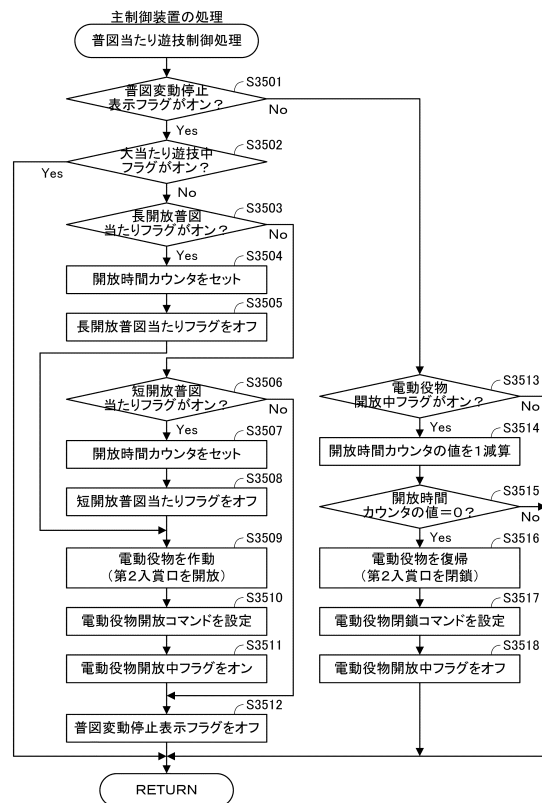 主制御装置の処理
普図当たり遊技制御処理
S3501
普図変動停止
表示フラグがオン?
No
Yes
S3502
大当たり遊技中
フラグがオン?
Yes
No
S3503
長開放普図
当たりフラグがオン?
No
Yes
S3504
開放時間カウンタをセット
S3505
長開放普図当たりフラグをオフ
S3506
短開放普図
当たりフラグがオン?
No
Yes
S3507
開放時間カウンタをセット
S3508
短開放普図当たりフラグをオフ
S3509
電動役物を作動
(第2入賞口を開放)
S3510
電動役物開放コマンドを設定
S3511
電動役物開放中フラグをオン
S3512
普図変動停止表示フラグをオフ
S3513
電動役物
開放中フラグがオン?
No
Yes
S3514
開放時間カウンタの値を1減算
S3515
開放時間
カウンタの値=0?
No
Yes
S3516
電動役物を復帰
(第2入賞口を閉鎖)
S3517
電動役物閉鎖コマンドを設定
S3518
電動役物開放中フラグをオフ
RETURN